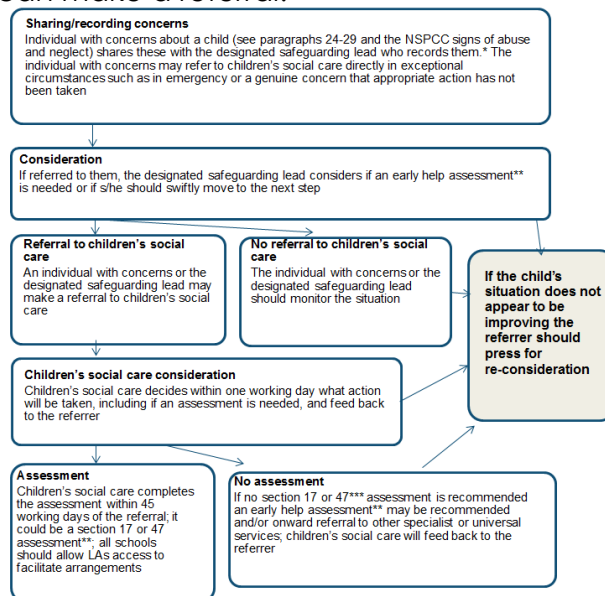 can make a referral.
Sharing/recording concerns
Individual with concerns about a child (see paragraphs 24-29 and the NSPCC signs of abuse
and neglect) shares these with the designated safeguarding lead who records them.* The
individual with concerns may refer to children's social care directly in exceptional
circumstances such as in emergency or a genuine concern that appropriate action has not
been taken
Consideration
If referred to them, the designated safeguarding lead considers if an early help assessment**
is needed or if s/he should swiftly move to the next step
Referral to children's social
care
An individual with concerns or the
designated safeguarding lead may
make a referral to children's social
care
No referral to children's social
care
The individual with concerns or the
designated safeguarding lead
should monitor the situation
If the child's
situation does not
appear to be
improving the
referrer should
press for
re-consideration
Children's social care consideration
Children's social care decides within one working day what action
will be taken, including if an assessment is needed, and feed back
to the referrer
Assessment
Children's social care completes
the assessment within 45
working days of the referral; it
could be a section 17 or 47
assessment**; all schools
should allow LAs access to
facilitate arrangements
No assessment
If no section 17 or 47*** assessment is recommended
an early help assessment** may be recommended
and/or onward referral to other specialist or universal
services; children's social care will feed back to the
referrer